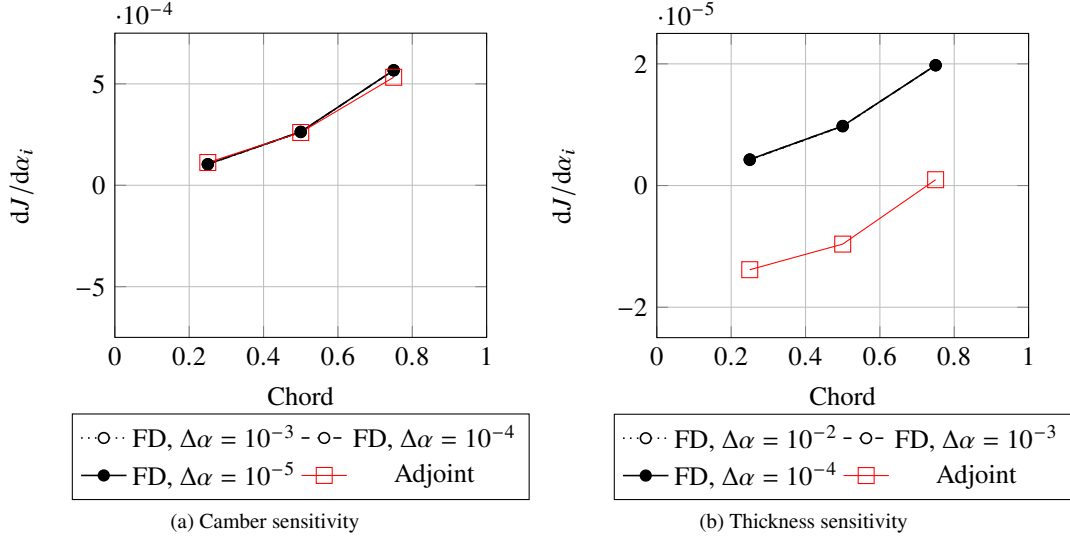 ·10⁻⁴
5
0
−5
dJ/dαᵢ
0 0.2 0.4 0.6 0.8 1
Chord
FD, Δα = 10⁻³ FD, Δα = 10⁻⁴
FD, Δα = 10⁻⁵ Adjoint
(a) Camber sensitivity
·10⁻⁵
2
0
−2
dJ/dαᵢ
0 0.2 0.4 0.6 0.8 1
Chord
FD, Δα = 10⁻² FD, Δα = 10⁻³
FD, Δα = 10⁻⁴ Adjoint
(b) Thickness sensitivity